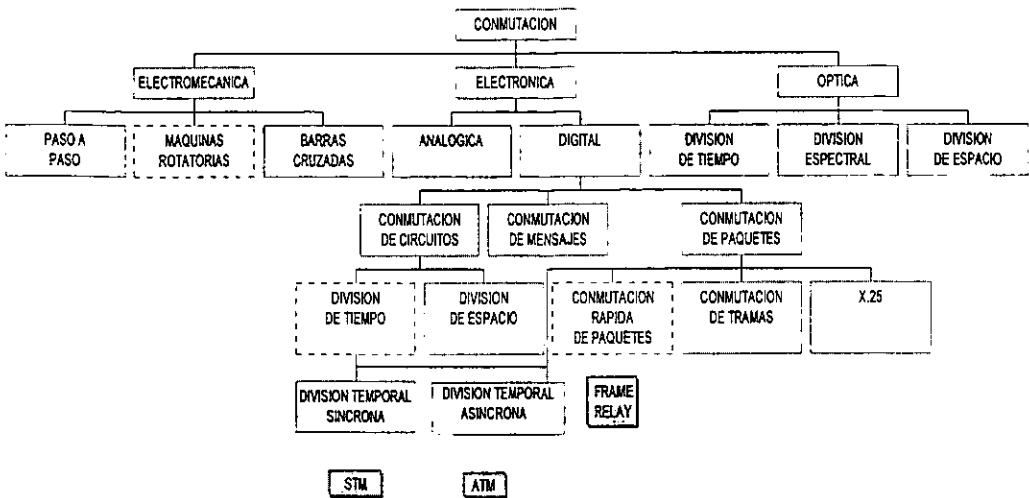 CONMUTACION
ELECTROMECANICA
ELECTRONICA
OPTICA
PASO A
PASO
MAQUINAS
ROTATORIAS
BARRAS
CRUZADAS
ANALOGICA
DIGITAL
DIVISION
DE TIEMPO
DIVISION
ESPECTRAL
DIVISION
DE ESPACIO
CONMUTACION
DE CIRCUITOS
CONMUTACION
DE MENSAJES
CONMUTACION
DE PAQUETES
DIVISION
DE TIEMPO
DIVISION
DE ESPACIO
CONMUTACION
RAPIDA
DE PAQUETES
CONMUTACION
DE TRAMAS
X.25
DIVISION TEMPORAL
SINCRONA
DIVISION TEMPORAL
ASINCRONA
FRAME
RELAY
STM
ATM